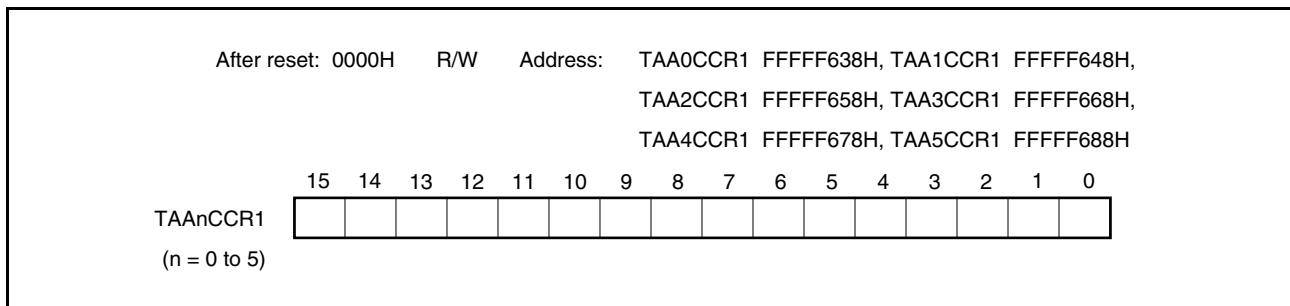 After reset: 0000H R/W Address: TAA0CCR1 FFFFF638H, TAA1CCR1 FFFFF648H,
TAA2CCR1 FFFFF658H, TAA3CCR1 FFFFF668H,
TAA4CCR1 FFFFF678H, TAA5CCR1 FFFFF688H
15 14 13 12 11 10 9 8 7 6 5 4 3 2 1 0
TAAnCCR1
(n = 0 to 5)